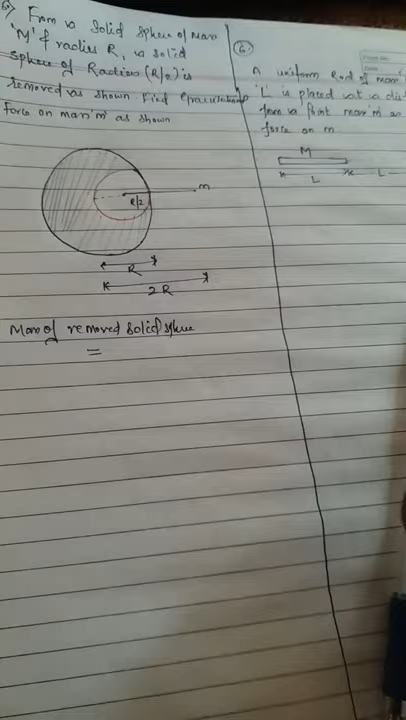 From a Solid sphere of Mass
'M' of radius R, a solid
sphere of Radius (R/2) is
removed as shown Find Gravitational
force on mass 'm' as shown
m
R/2
R
2R
Mass of removed solid sphere
=
6.
A uniform Rod of mass
'L' is placed at a dis
from a Point mass 'm'
force on m
M
L
L